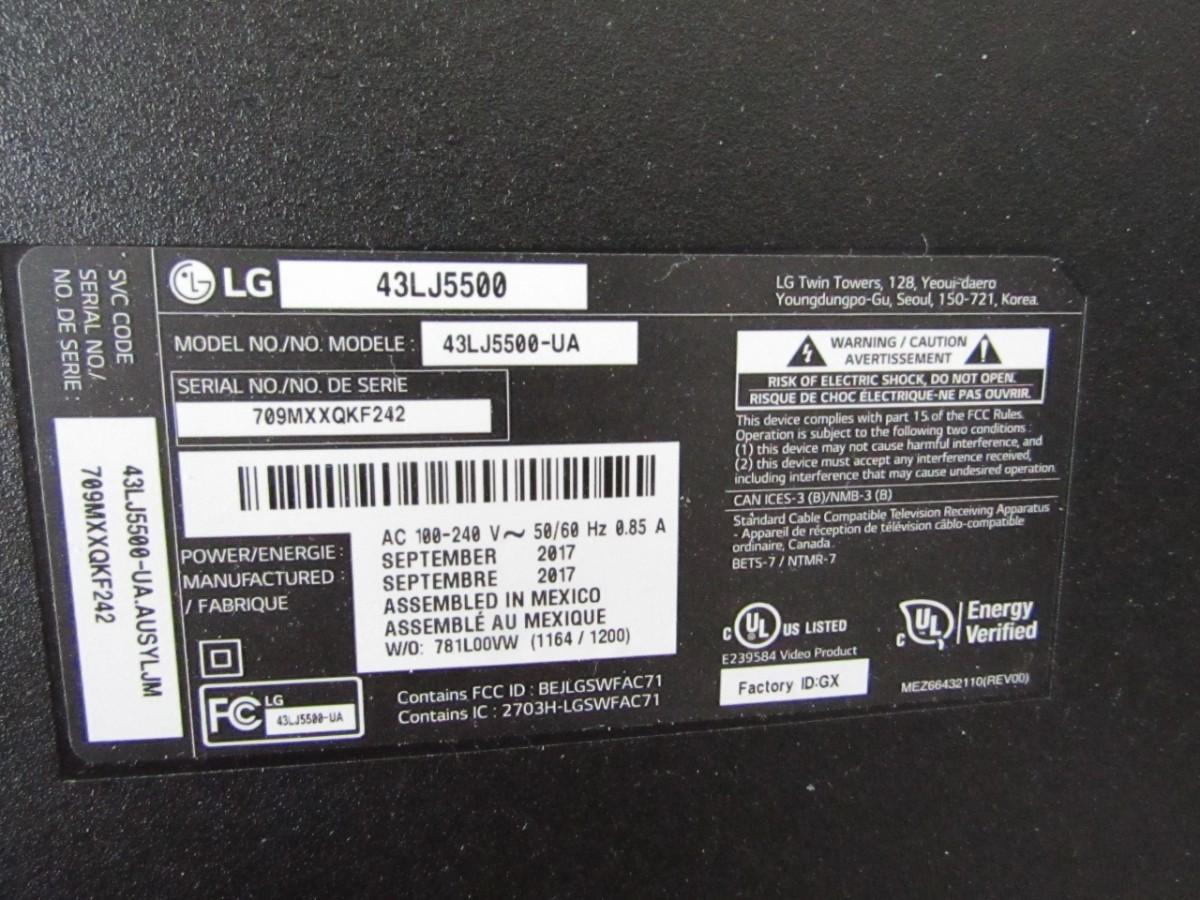 SVC CODE
SERIAL NO./
NO. DE SERIE :
43LJ5500-UA.AUSYLJM
709MXXQKF242
LG
43LJ5500
LG Twin Towers, 128, Yeoui-daero
Youngdungpo-Gu, Seoul, 150-721, Korea.
MODEL NO./NO. MODELE :
43LJ5500-UA
SERIAL NO./NO. DE SERIE
709MXXQKF242
POWER/ENERGIE :
MANUFACTURED :
/ FABRIQUE
AC 100-240 V~ 50/60 Hz 0.85 A
SEPTEMBER 2017
SEPTEMBRE 2017
ASSEMBLED IN MEXICO
ASSEMBLÉ AU MEXIQUE
W/O: 781L00VW (1164 / 1200)
FC LG
43LJ5500-UA
Contains FCC ID : BEJLGSWFAC71
Contains IC : 2703H-LGSWFAC71
WARNING / CAUTION
AVERTISSEMENT
RISK OF ELECTRIC SHOCK, DO NOT OPEN.
RISQUE DE CHOC ÉLECTRIQUE-NE PAS OUVRIR.
This device complies with part 15 of the FCC Rules.
Operation is subject to the following two conditions :
(1) this device may not cause harmful interference, and
(2) this device must accept any interference received,
including interference that may cause undesired operation.
CAN ICES-3 (B)/NMB-3 (B)
Standard Cable Compatible Television Receiving Apparatus
- Appareil de réception de télévision câblo-compatible
ordinaire, Canada
BETS-7 / NTMR-7
C UL US LISTED
E239584 Video Product
C UL Energy
Verified
Factory ID:GX
MEZ66432110(REV00)